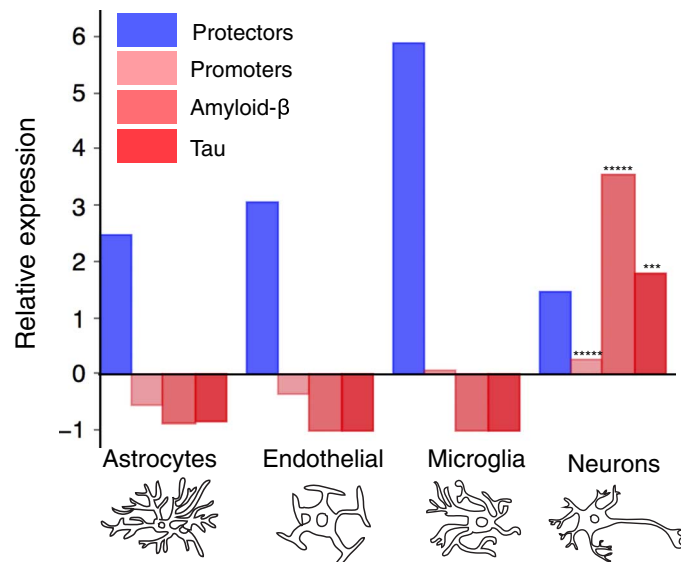 Protectors
Promoters
Amyloid-β
Tau
Relative expression
6
5
4
3
2
1
0
−1
*****
*****
***
Astrocytes
Endothelial
Microglia
Neurons